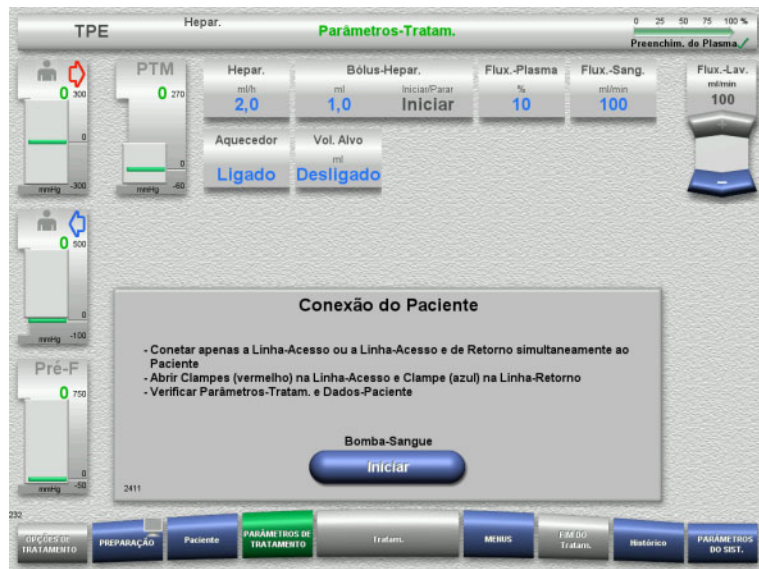 TPE
Hepar.
Parâmetros-Tratam.
0 25 50 75 100 %
Preenchim. do Plasma
0 300
0
mmHg -300
PTM
0 270
0
mmHg -60
Hepar.
ml/h
2,0
Bólus-Hepar.
ml Iniciar/Parar
1,0 Iniciar
Flux.-Plasma
%
10
Flux.-Sang.
ml/min
100
Flux.-Lav.
ml/min
100
Aquecedor
Ligado
Vol. Alvo
ml
Desligado
0 500
0
mmHg -100
Pré-F
0 750
0
mmHg -50
Conexão do Paciente
- Conetar apenas a Linha-Acesso ou a Linha-Acesso e de Retorno simultaneamente ao
Paciente
- Abrir Clampes (vermelho) na Linha-Acesso e Clampe (azul) na Linha-Retorno
- Verificar Parâmetros-Tratam. e Dados-Paciente
Bomba-Sangue
Iniciar
2411
232
OPÇÕES DE
TRATAMENTO
PREPARAÇÃO
Paciente
PARÂMETROS DE
TRATAMENTO
Tratam.
MENUS
FIM DO
Tratam.
Histórico
PARÂMETROS
DO SIST.